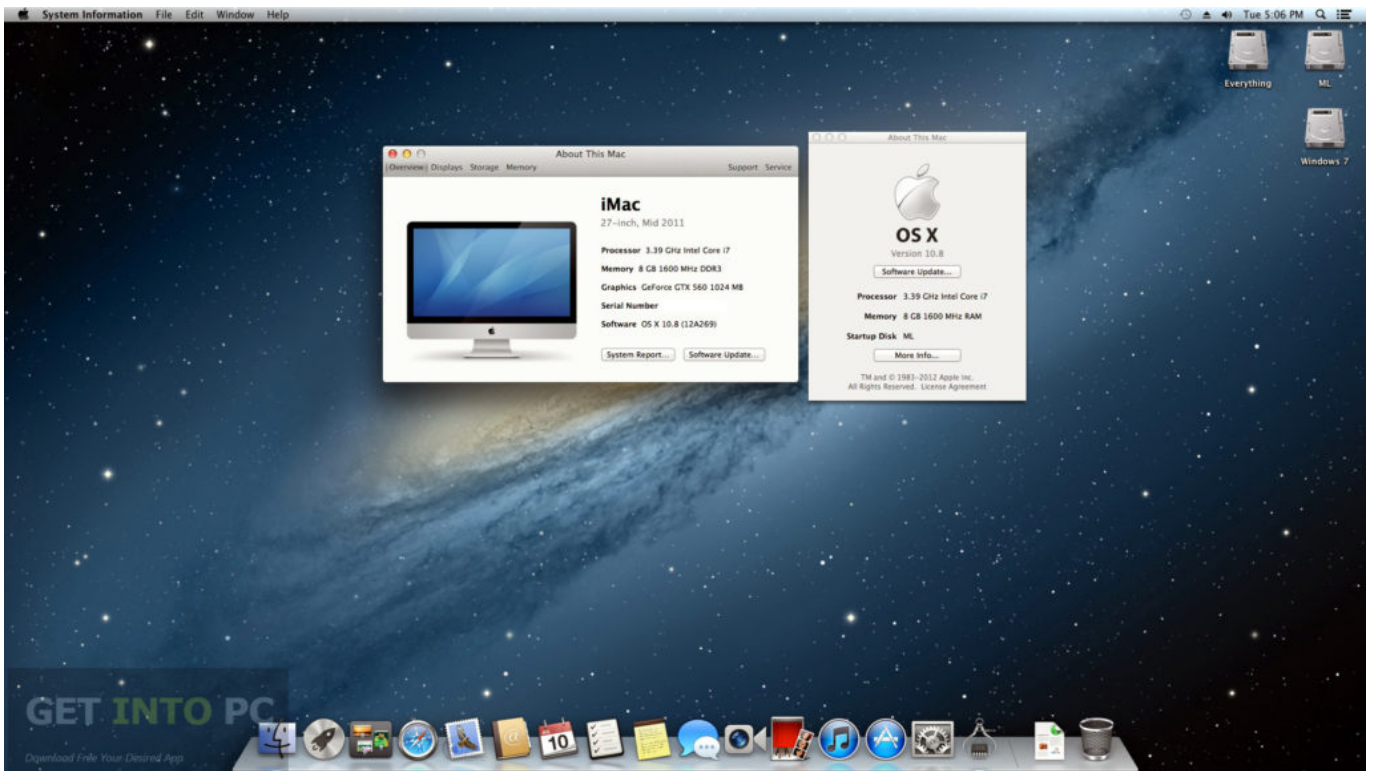 System Information File Edit Window Help
Tue 5:06 PM
Everything
ML
Windows 7
About This Mac
Overview Displays Storage Memory
Support Service
iMac
27-inch, Mid 2011
Processor 3.39 GHz Intel Core i7
Memory 8 GB 1600 MHz DDR3
Graphics GeForce GTX 560 1024 MB
Serial Number
Software OS X 10.8 (12A269)
System Report... Software Update...
About This Mac
OS X
Version 10.8
Software Update...
Processor 3.39 GHz Intel Core i7
Memory 8 GB 1600 MHz RAM
Startup Disk ML
More Info...
TM and © 1983-2012 Apple Inc.
All Rights Reserved. License Agreement
GET INTO PC
Download Free Your Desired App
10